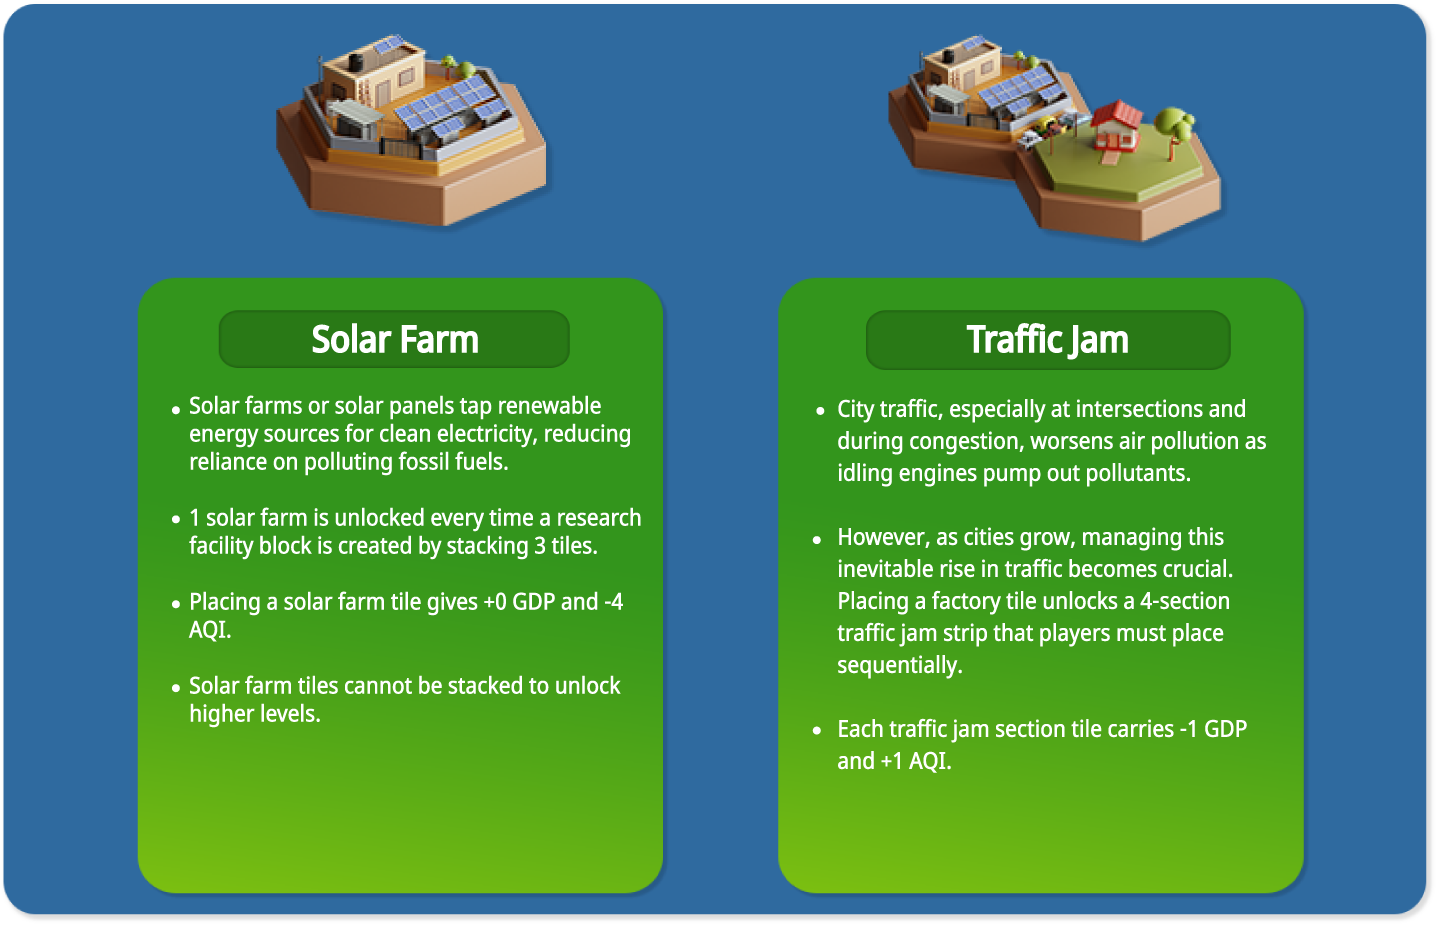 Solar Farm
• Solar farms or solar panels tap renewable
energy sources for clean electricity, reducing
reliance on polluting fossil fuels.
• 1 solar farm is unlocked every time a research
facility block is created by stacking 3 tiles.
• Placing a solar farm tile gives +0 GDP and -4
AQI.
• Solar farm tiles cannot be stacked to unlock
higher levels.
Traffic Jam
• City traffic, especially at intersections and
during congestion, worsens air pollution as
idling engines pump out pollutants.
• However, as cities grow, managing this
inevitable rise in traffic becomes crucial.
Placing a factory tile unlocks a 4-section
traffic jam strip that players must place
sequentially.
• Each traffic jam section tile carries -1 GDP
and +1 AQI.